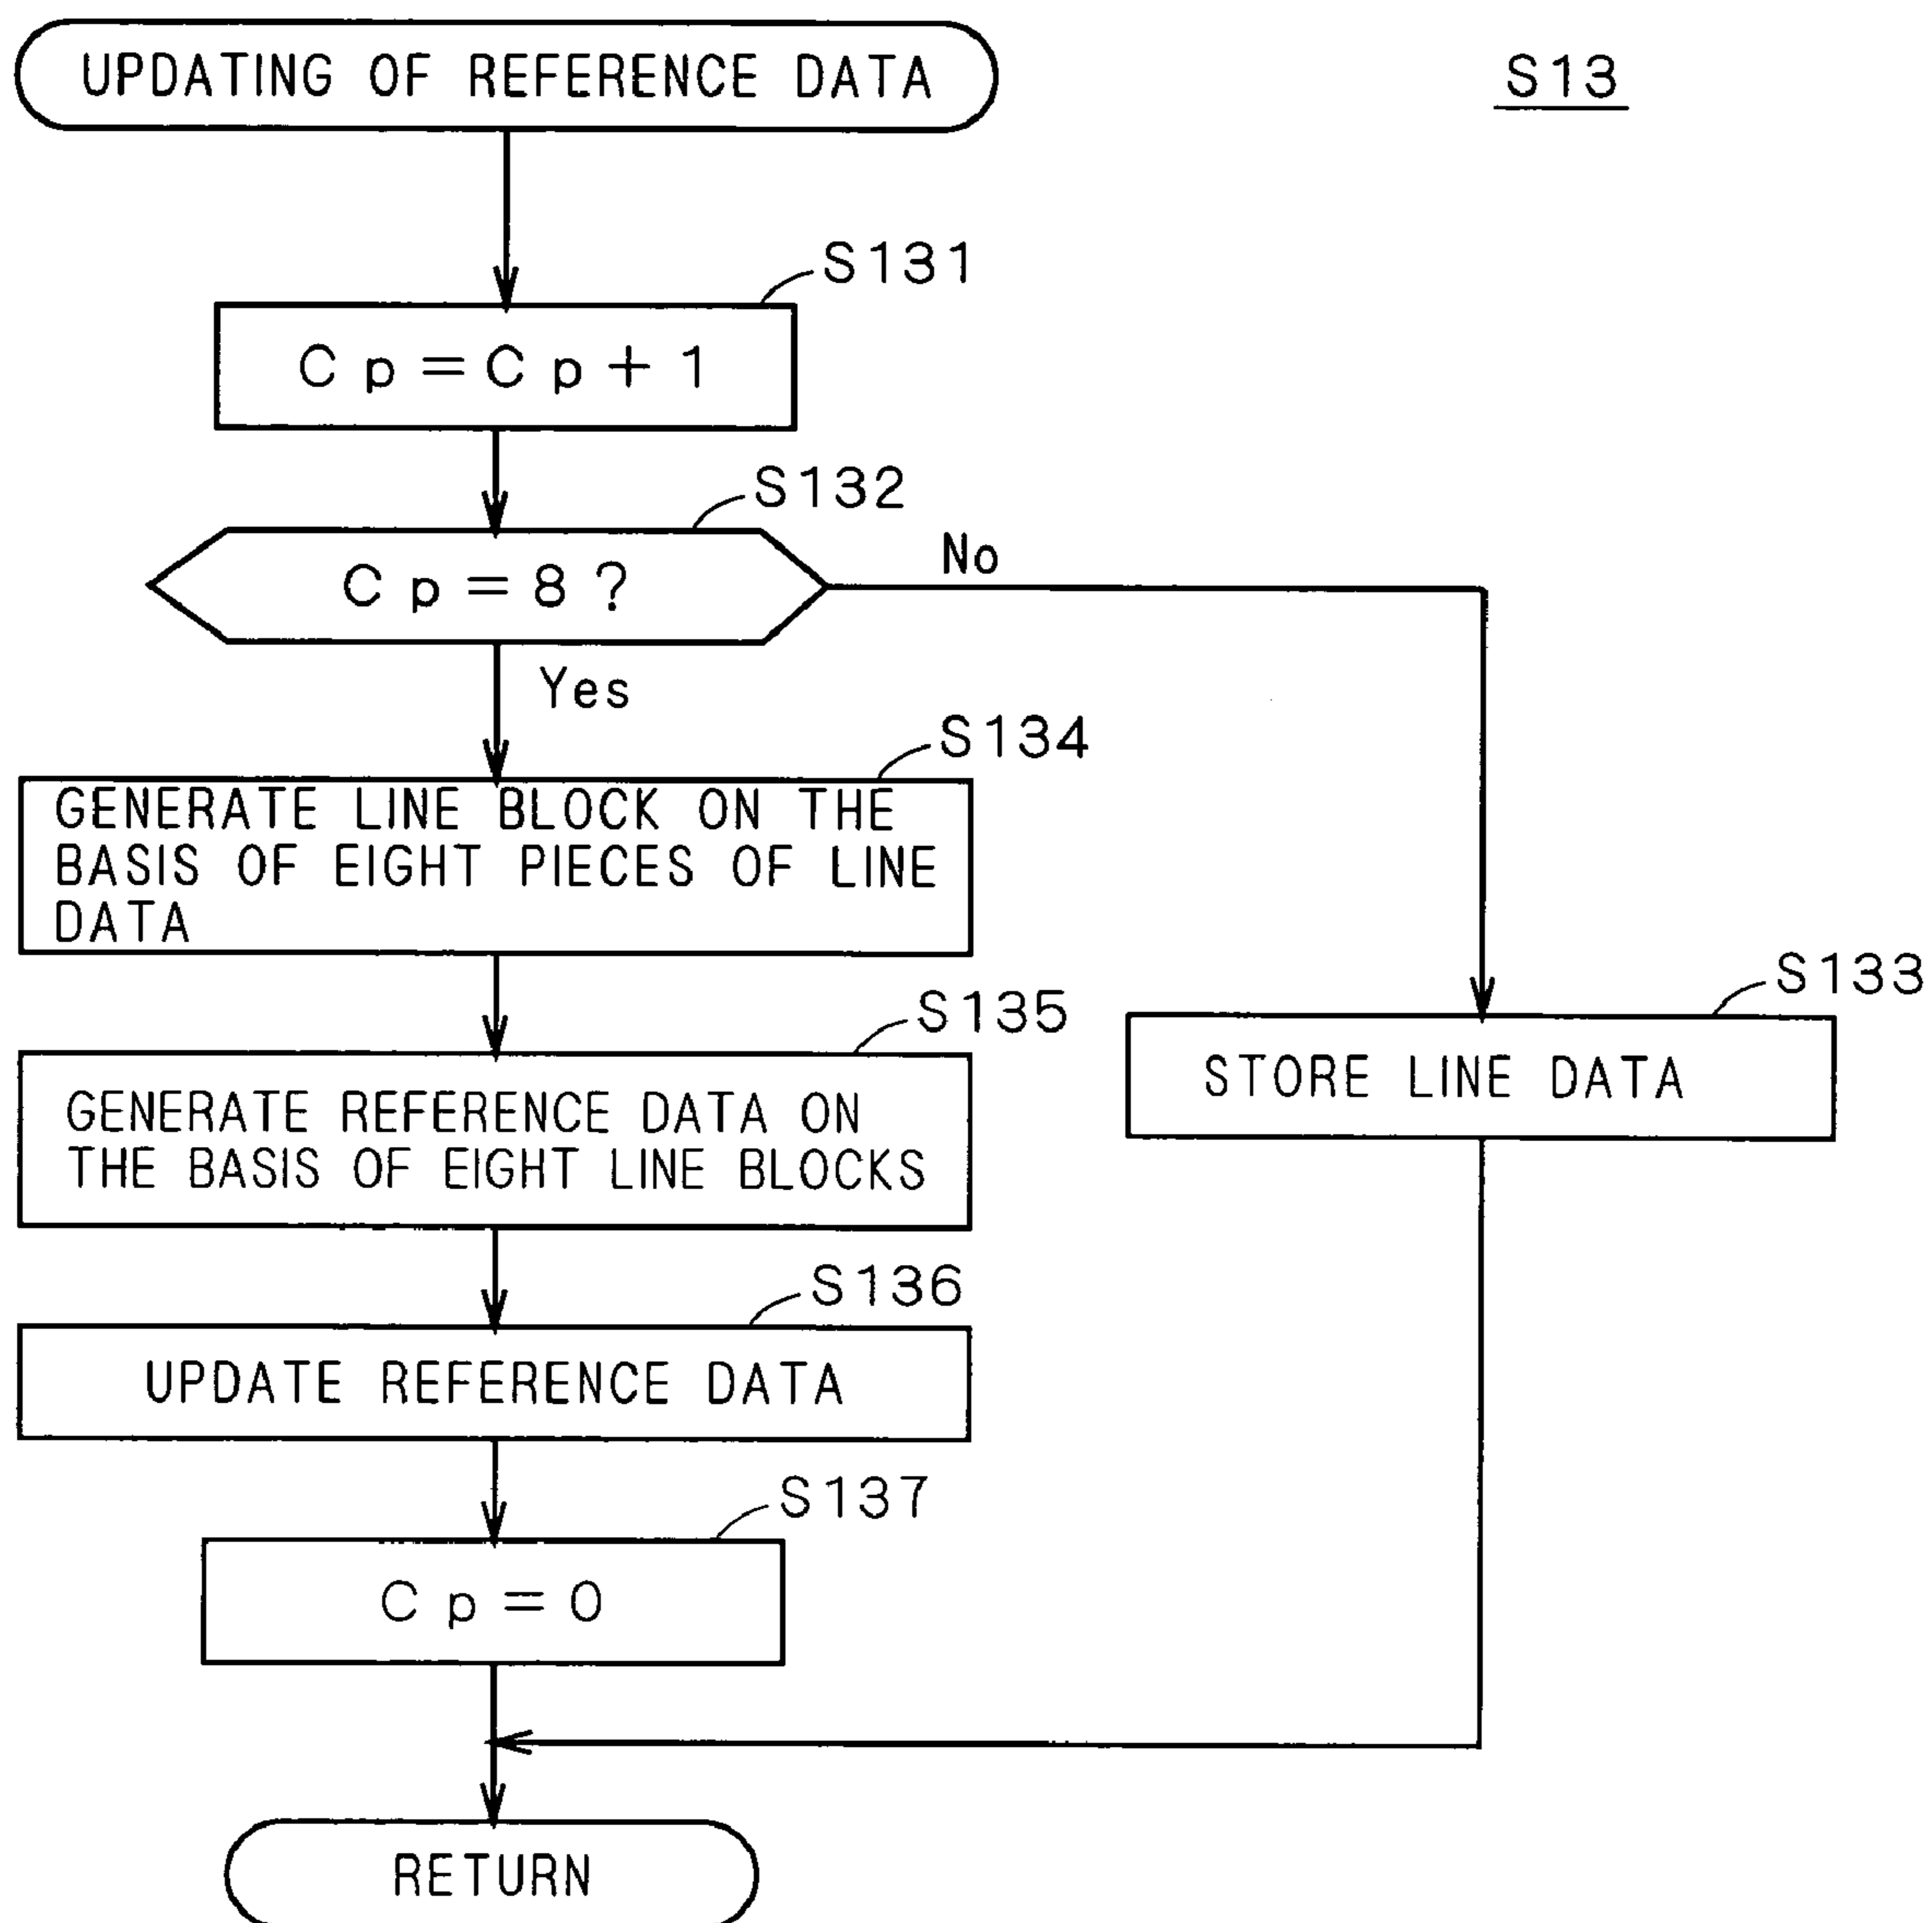 UPDATING OF REFERENCE DATA
S13
S131
Cp=Cp+1
S132
Cp=8?
No
Yes
S134
GENERATE LINE BLOCK ON THE
BASIS OF EIGHT PIECES OF LINE
DATA
S133
STORE LINE DATA
S135
GENERATE REFERENCE DATA ON
THE BASIS OF EIGHT LINE BLOCKS
S136
UPDATE REFERENCE DATA
S137
Cp=0
RETURN